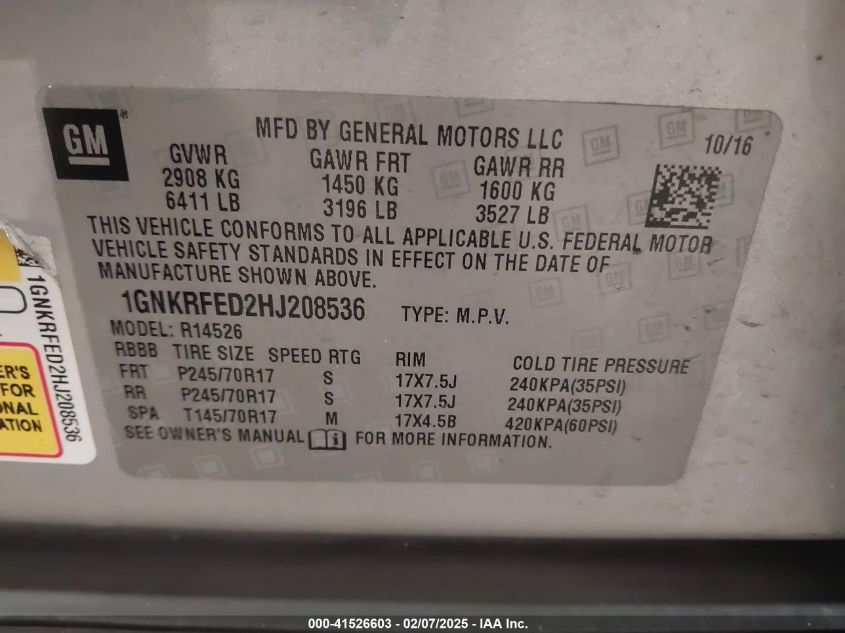 GM
MFD BY GENERAL MOTORS LLC
10/16
GVWR GAWR FRT GAWR RR
2908 KG 1450 KG 1600 KG
6411 LB 3196 LB 3527 LB
THIS VEHICLE CONFORMS TO ALL APPLICABLE U.S. FEDERAL MOTOR
VEHICLE SAFETY STANDARDS IN EFFECT ON THE DATE OF
MANUFACTURE SHOWN ABOVE.
1GNKRFED2HJ208536 TYPE: M.P.V.
MODEL: R14526
RBBB TIRE SIZE SPEED RTG RIM COLD TIRE PRESSURE
FRT P245/70R17 S 17X7.5J 240KPA(35PSI)
RR P245/70R17 S 17X7.5J 240KPA(35PSI)
SPA T145/70R17 M 17X4.5B 420KPA(60PSI)
SEE OWNER'S MANUAL i FOR MORE INFORMATION.
1GNKRFED2HJ208536
ER'S
FOR
ONAL
ATION
000-41526603 - 02/07/2025 - IAA Inc.